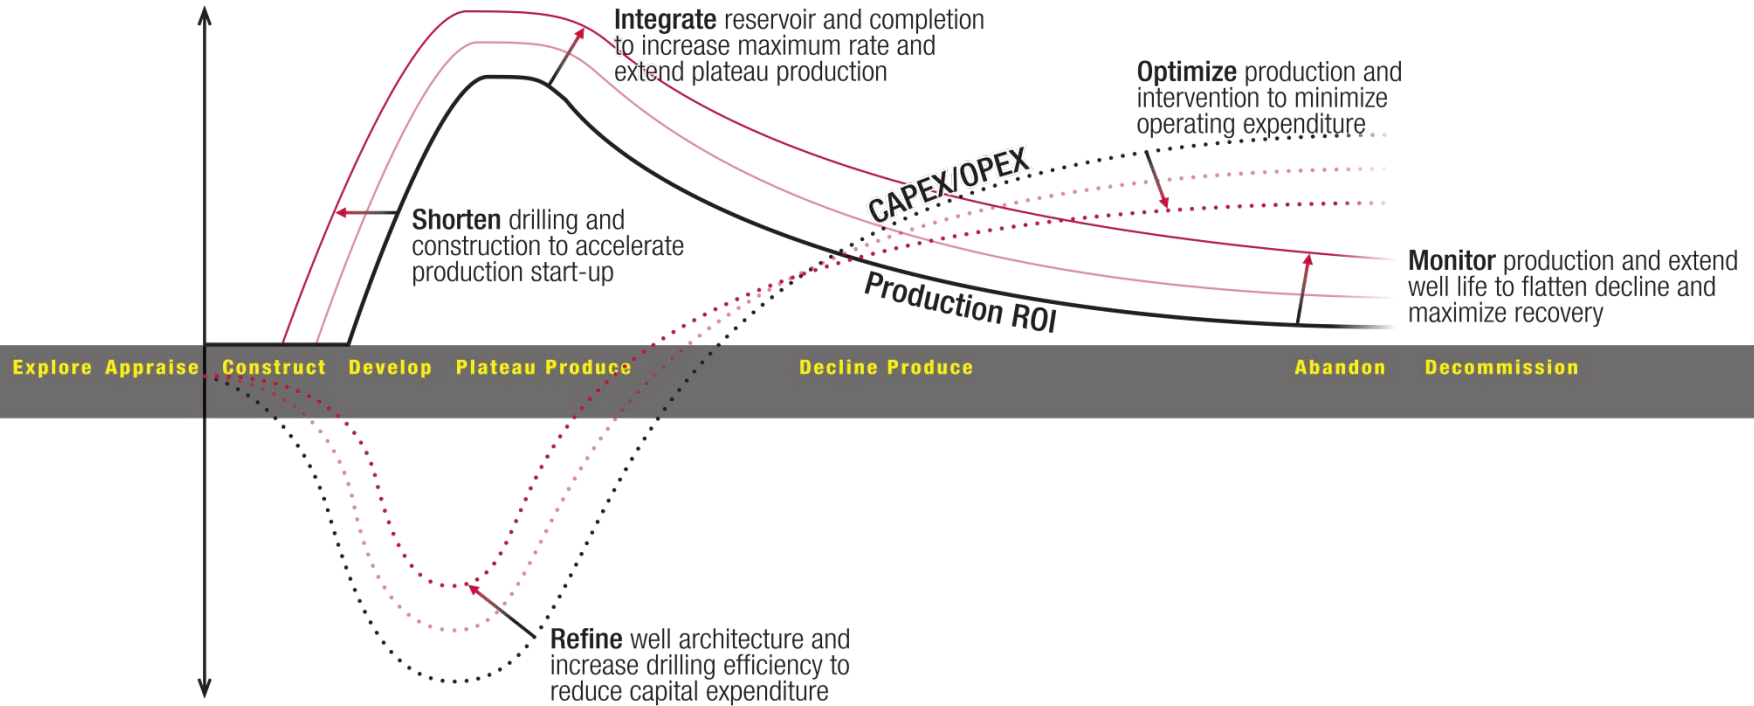 Integrate reservoir and completion
to increase maximum rate and
extend plateau production
Optimize production and
intervention to minimize
operating expenditure
CAPEX/OPEX
Shorten drilling and
construction to accelerate
production start-up
Monitor production and extend
well life to flatten decline and
maximize recovery
Production ROI
Explore Appraise Construct Develop Plateau Produce Decline Produce Abandon Decommission
Refine well architecture and
increase drilling efficiency to
reduce capital expenditure